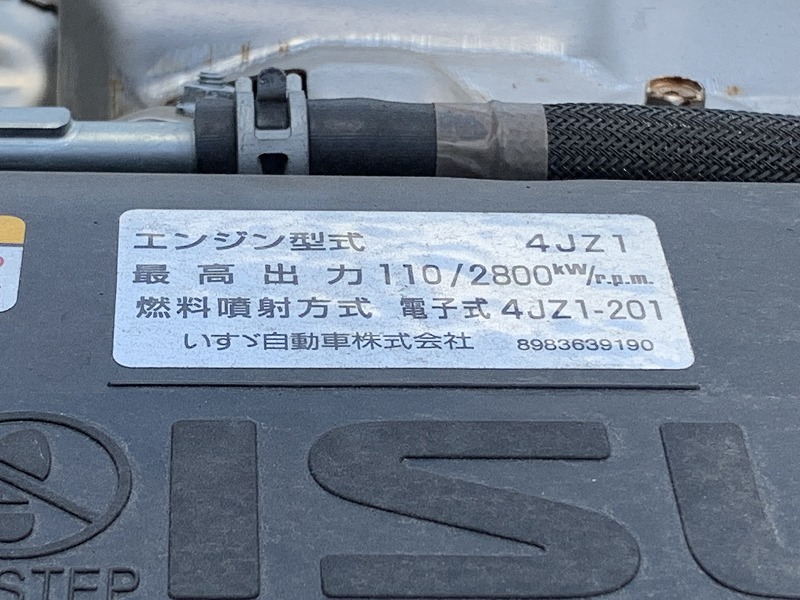 エンジン型式 4JZ1
最高出力 110/2800kW/r.p.m.
燃料噴射方式 電子式 4JZ1-201
いすゞ自動車株式会社 8983639190
ISU
STEP